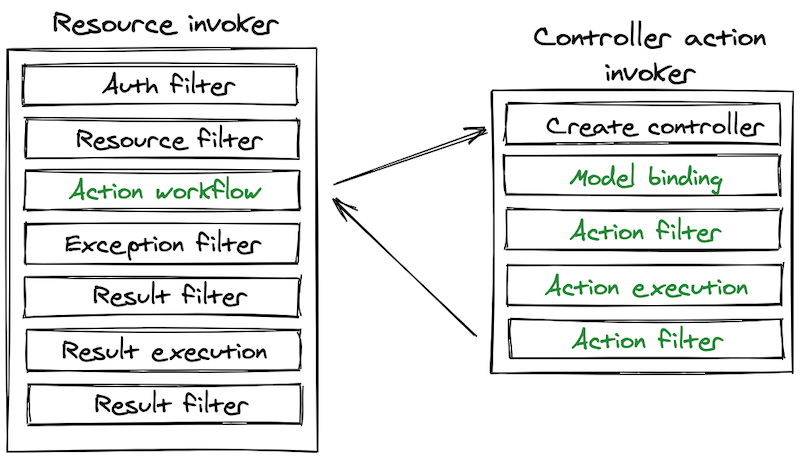 Resource invoker
Auth filter
Resource filter
Action workflow
Exception filter
Result filter
Result execution
Result filter
Controller action
invoker
Create controller
Model binding
Action filter
Action execution
Action filter